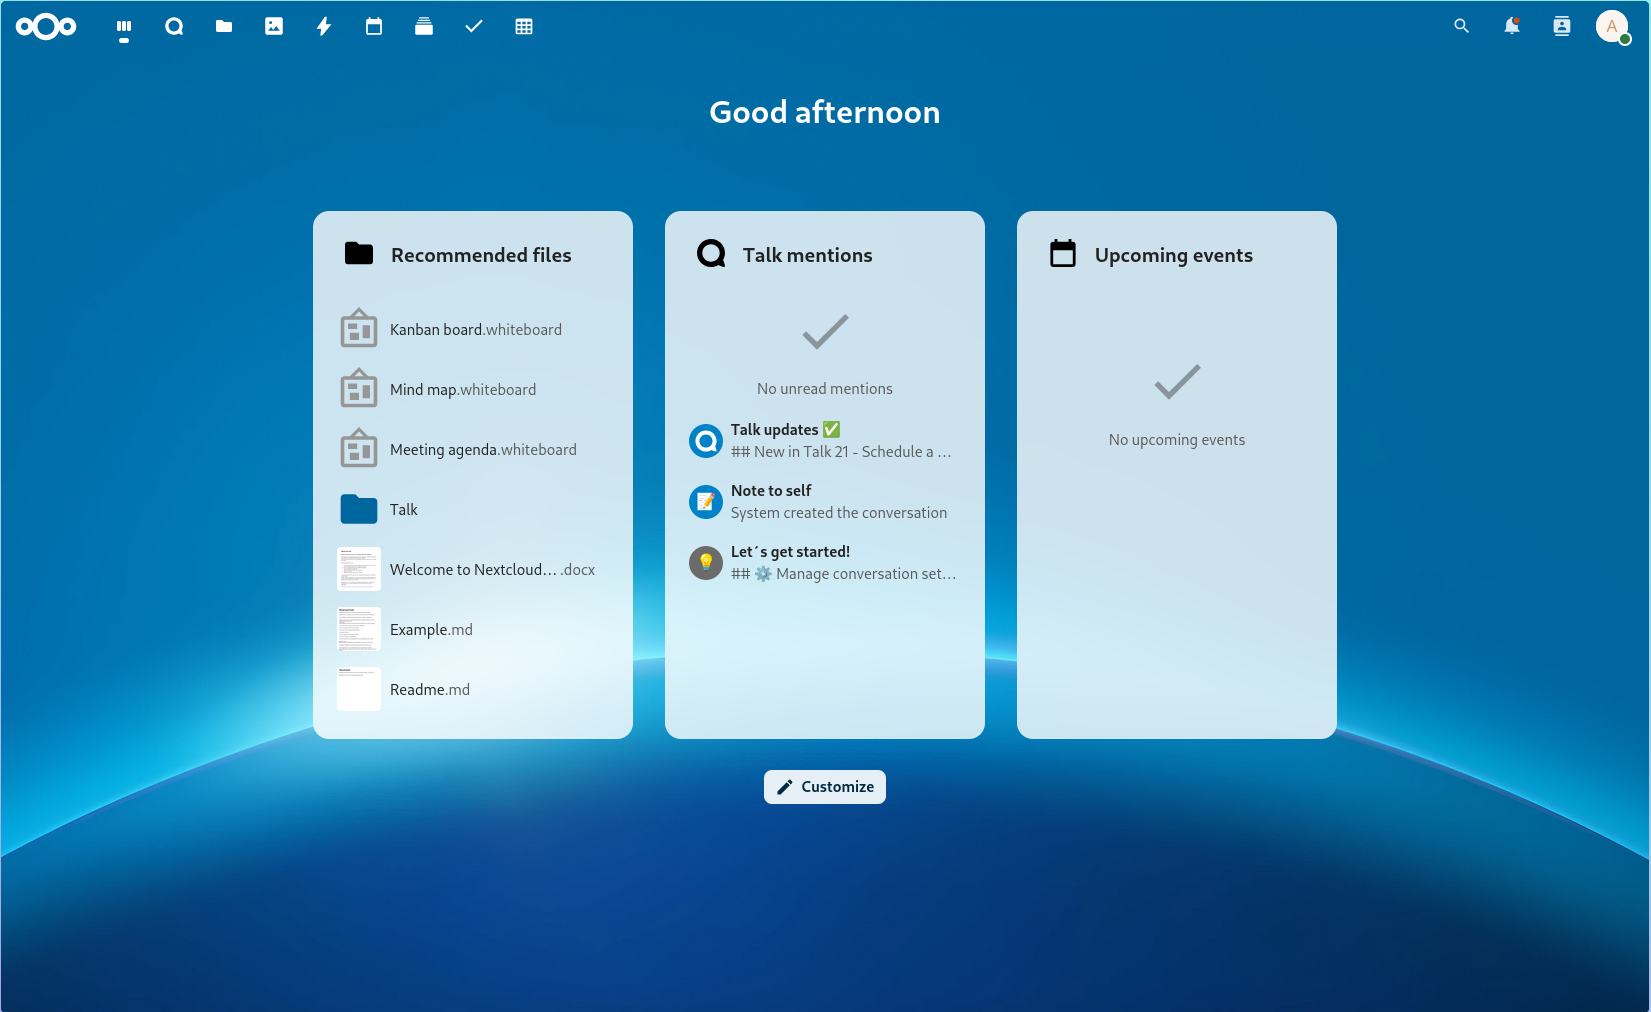 A
Good afternoon
Recommended files
Kanban board.whiteboard
Mind map.whiteboard
Meeting agenda.whiteboard
Talk
Welcome to Nextcloud... .docx
Example.md
Readme.md
Talk mentions
No unread mentions
Talk updates ✅
## New in Talk 21 - Schedule a ...
Note to self
System created the conversation
Let´s get started!
## ⚙️ Manage conversation set...
Upcoming events
No upcoming events
Customize